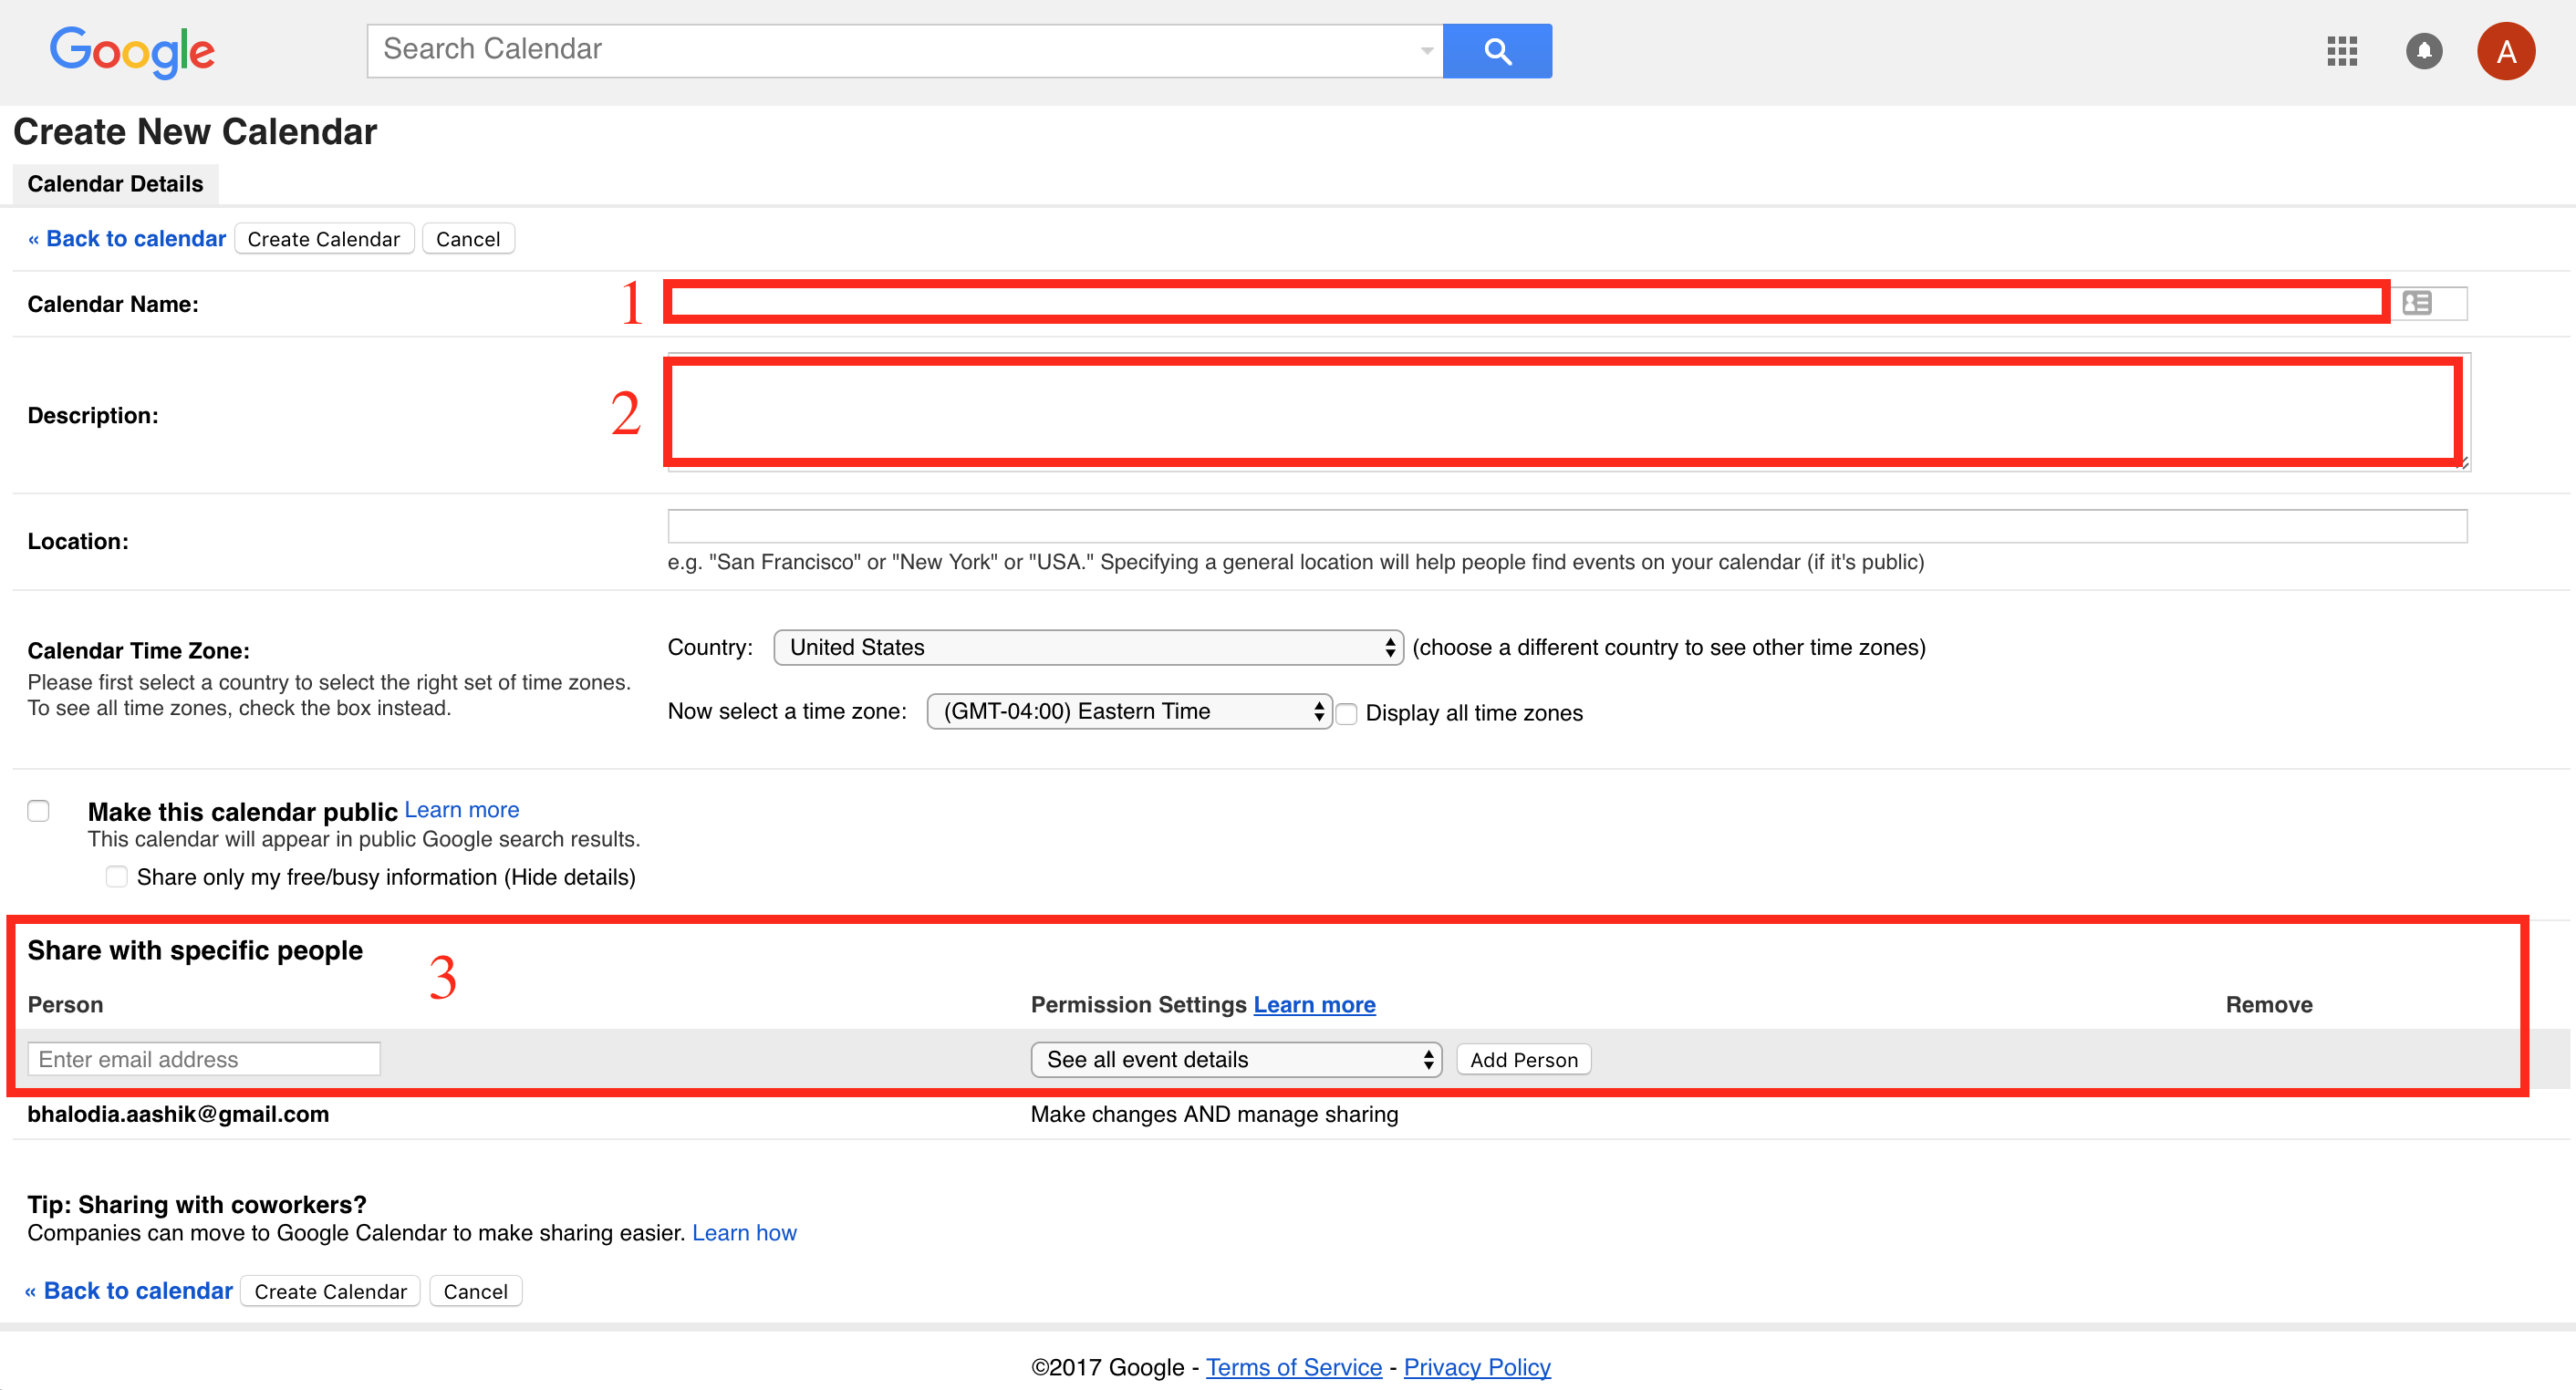 Google
Search Calendar
A
Create New Calendar
Calendar Details
« Back to calendar Create Calendar Cancel
Calendar Name: 1
Description: 2
Location:
e.g. "San Francisco" or "New York" or "USA." Specifying a general location will help people find events on your calendar (if it's public)
Calendar Time Zone:
Please first select a country to select the right set of time zones.
To see all time zones, check the box instead.
Country: United States (choose a different country to see other time zones)
Now select a time zone: (GMT-04:00) Eastern Time Display all time zones
Make this calendar public Learn more
This calendar will appear in public Google search results.
Share only my free/busy information (Hide details)
Share with specific people 3
Person Permission Settings Learn more Remove
Enter email address See all event details Add Person
bhalodia.aashik@gmail.com Make changes AND manage sharing
Tip: Sharing with coworkers?
Companies can move to Google Calendar to make sharing easier. Learn how
« Back to calendar Create Calendar Cancel
©2017 Google - Terms of Service - Privacy Policy